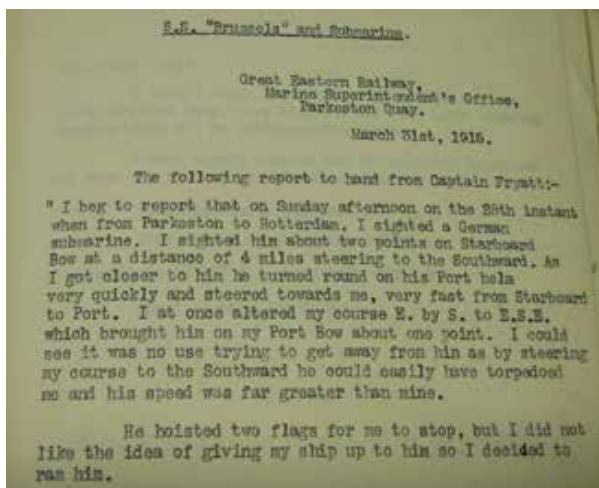 S.S. "Brussels" and Submarine.
Great Eastern Railway,
Marine Superintendent's Office,
Parkeston Quay.
March 31st, 1915.
The following report to hand from Captain Fryatt:-
" I beg to report that on Sunday afternoon on the 28th instant
when from Parkeston to Rotterdam. I sighted a German
submarine. I sighted him about two points on Starboard
Bow at a distance of 4 miles steering to the Southward. As
I got closer to him he turned round on his Port helm
very quickly and steered towards me, very fast from Starboard
to Port. I at once altered my course E. by S. to E.S.E.
which brought him on my Port Bow about one point. I could
see it was no use trying to get away from him as by steering
my course to the Southward he could easily have torpedoed
me and his speed was far greater than mine.
He hoisted two flags for me to stop, but I did not
like the idea of giving my ship up to him so I decided to
ram him.